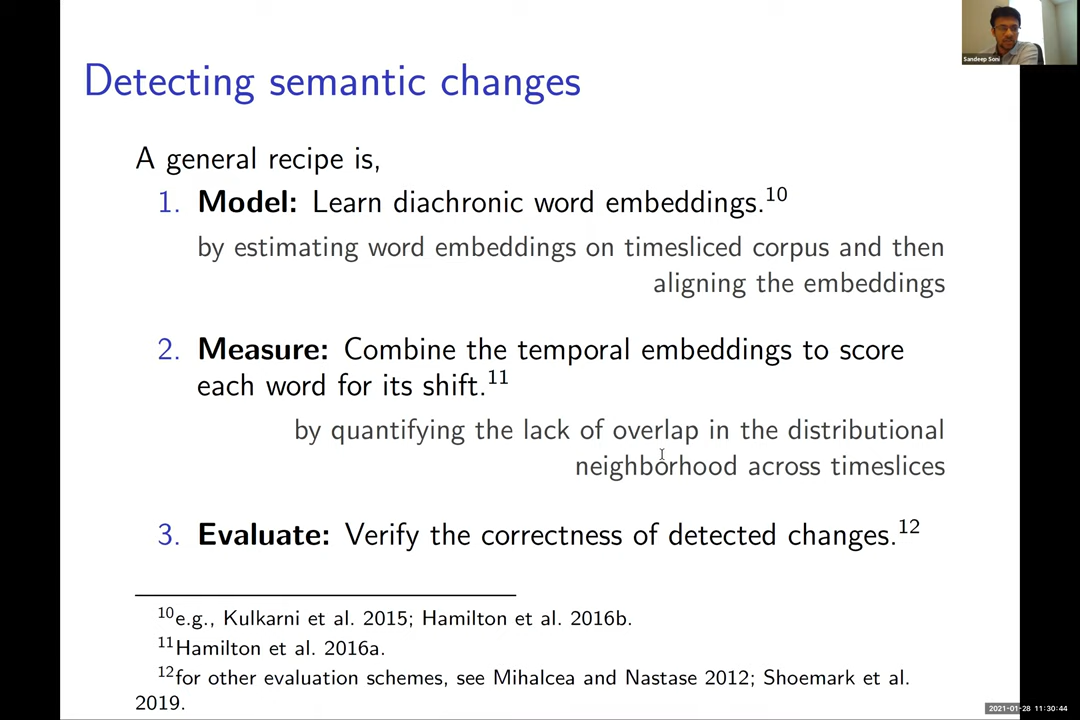 Sandeep Soni
Detecting semantic changes
A general recipe is,
1. Model: Learn diachronic word embeddings.10
by estimating word embeddings on timesliced corpus and then
aligning the embeddings
2. Measure: Combine the temporal embeddings to score
each word for its shift.11
by quantifying the lack of overlap in the distributional
neighborhood across timeslices
3. Evaluate: Verify the correctness of detected changes.12
10e.g., Kulkarni et al. 2015; Hamilton et al. 2016b.
11Hamilton et al. 2016a.
12for other evaluation schemes, see Mihalcea and Nastase 2012; Shoemark et al.
2019.
2021-01-28 11:30:44